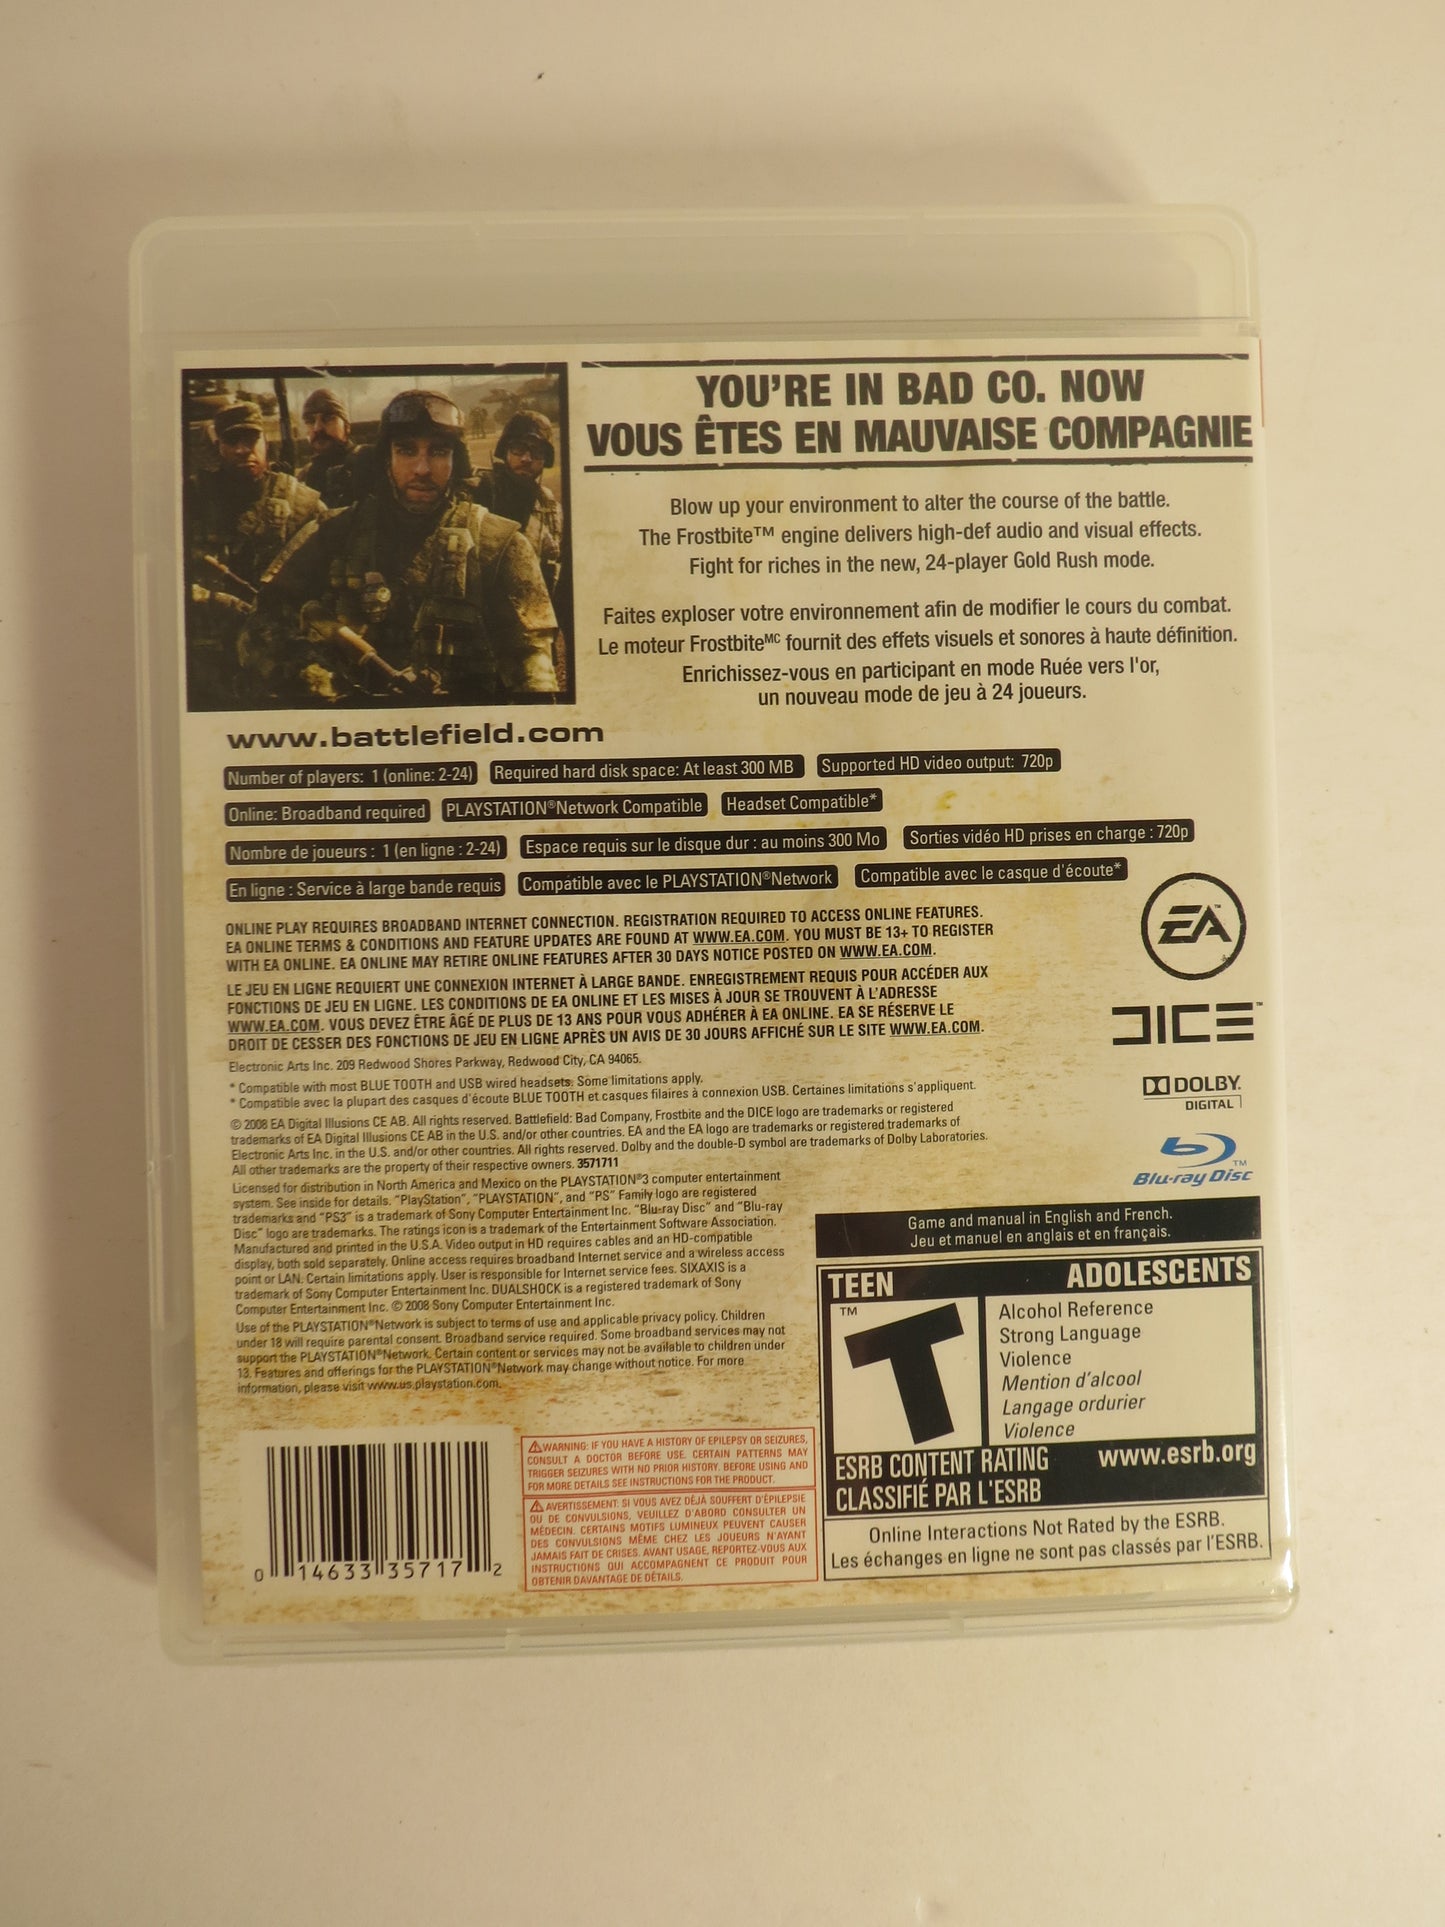 YOU'RE IN BAD CO. NOW
VOUS ÊTES EN MAUVAISE COMPAGNIE
Blow up your environment to alter the course of the battle.
The Frostbite™ engine delivers high-def audio and visual effects.
Fight for riches in the new, 24-player Gold Rush mode.
Faites exploser votre environnement afin de modifier le cours du combat.
Le moteur Frostbite ᴹᶜ fournit des effets visuels et sonores à haute définition.
Enrichissez-vous en participant en mode Ruée vers l'or,
un nouveau mode de jeu à 24 joueurs.
www.battlefield.com
Number of players: 1 (online: 2-24) Required hard disk space: At least 300 MB Supported HD video output: 720p
Online: Broadband required PLAYSTATION®Network Compatible Headset Compatible*
Nombre de joueurs : 1 (en ligne : 2-24) Espace requis sur le disque dur : au moins 300 Mo Sorties vidéo HD prises en charge : 720p
En ligne : Service à large bande requis Compatible avec le PLAYSTATION®Network Compatible avec le casque d'écoute*
ONLINE PLAY REQUIRES BROADBAND INTERNET CONNECTION. REGISTRATION REQUIRED TO ACCESS ONLINE FEATURES.
EA ONLINE TERMS & CONDITIONS AND FEATURE UPDATES ARE FOUND AT WWW.EA.COM. YOU MUST BE 13+ TO REGISTER
WITH EA ONLINE. EA ONLINE MAY RETIRE ONLINE FEATURES AFTER 30 DAYS NOTICE POSTED ON WWW.EA.COM.
LE JEU EN LIGNE REQUIERT UNE CONNEXION INTERNET À LARGE BANDE. ENREGISTREMENT REQUIS POUR ACCÉDER AUX
FONCTIONS DE JEU EN LIGNE. LES CONDITIONS DE EA ONLINE ET LES MISES À JOUR SE TROUVENT À L'ADRESSE
WWW.EA.COM. VOUS DEVEZ ÊTRE ÂGÉ DE PLUS DE 13 ANS POUR VOUS ADHÉRER À EA ONLINE. EA SE RÉSERVE LE
DROIT DE CESSER DES FONCTIONS DE JEU EN LIGNE APRÈS UN AVIS DE 30 JOURS AFFICHÉ SUR LE SITE WWW.EA.COM.
Electronic Arts Inc. 209 Redwood Shores Parkway, Redwood City, CA 94065.
* Compatible with most BLUE TOOTH and USB wired headsets. Some limitations apply.
* Compatible avec la plupart des casques d'écoute BLUE TOOTH et casques filaires à connexion USB. Certaines limitations s'appliquent.
© 2008 EA Digital Illusions CE AB. All rights reserved. Battlefield: Bad Company, Frostbite and the DICE logo are trademarks or registered
trademarks of EA Digital Illusions CE AB in the U.S. and/or other countries. EA and the EA logo are trademarks or registered trademarks of
Electronic Arts Inc. in the U.S. and/or other countries. All rights reserved. Dolby and the double-D symbol are trademarks of Dolby Laboratories.
All other trademarks are the property of their respective owners. 3571711
Licensed for distribution in North America and Mexico on the PLAYSTATION®3 computer entertainment
system. See inside for details. "PlayStation", "PLAYSTATION", and "PS" Family logo are registered
trademarks and "PS3" is a trademark of Sony Computer Entertainment Inc. "Blu-ray Disc" and "Blu-ray
Disc" logo are trademarks. The ratings icon is a trademark of the Entertainment Software Association.
Manufactured and printed in the U.S.A. Video output in HD requires cables and an HD-compatible
display, both sold separately. Online access requires broadband Internet service and a wireless access
point or LAN. Certain limitations apply. User is responsible for Internet service fees. SIXAXIS is a
trademark of Sony Computer Entertainment Inc. DUALSHOCK is a registered trademark of Sony
Computer Entertainment Inc. © 2008 Sony Computer Entertainment Inc.
Use of the PLAYSTATION®Network is subject to terms of use and applicable privacy policy. Children
under 18 will require parental consent. Broadband service required. Some broadband services may not
support the PLAYSTATION®Network. Certain content or services may not be available to children under
13. Features and offerings for the PLAYSTATION®Network may change without notice. For more
information, please visit www.us.playstation.com.
EA™
DICE™
DOLBY.
DIGITAL
Blu-ray Disc™
Game and manual in English and French.
Jeu et manuel en anglais et en français.
TEEN ADOLESCENTS
™
T
Alcohol Reference
Strong Language
Violence
Mention d'alcool
Langage ordurier
Violence
ESRB CONTENT RATING www.esrb.org
CLASSIFIÉ PAR L'ESRB
Online Interactions Not Rated by the ESRB.
Les échanges en ligne ne sont pas classés par l'ESRB.
WARNING: IF YOU HAVE A HISTORY OF EPILEPSY OR SEIZURES,
CONSULT A DOCTOR BEFORE USE. CERTAIN PATTERNS MAY
TRIGGER SEIZURES WITH NO PRIOR HISTORY. BEFORE USING AND
FOR MORE DETAILS SEE INSTRUCTIONS FOR THE PRODUCT.
AVERTISSEMENT: SI VOUS AVEZ DÉJÀ SOUFFERT D'ÉPILEPSIE
OU DE CONVULSIONS, VEUILLEZ D'ABORD CONSULTER UN
MÉDECIN. CERTAINS MOTIFS LUMINEUX PEUVENT CAUSER
DES CONVULSIONS MÊME CHEZ LES JOUEURS N'AYANT
JAMAIS FAIT DE CRISES. AVANT USAGE, REPORTEZ-VOUS AUX
INSTRUCTIONS QUI ACCOMPAGNENT CE PRODUIT POUR
OBTENIR DAVANTAGE DE DÉTAILS.
0 14633 35717 2